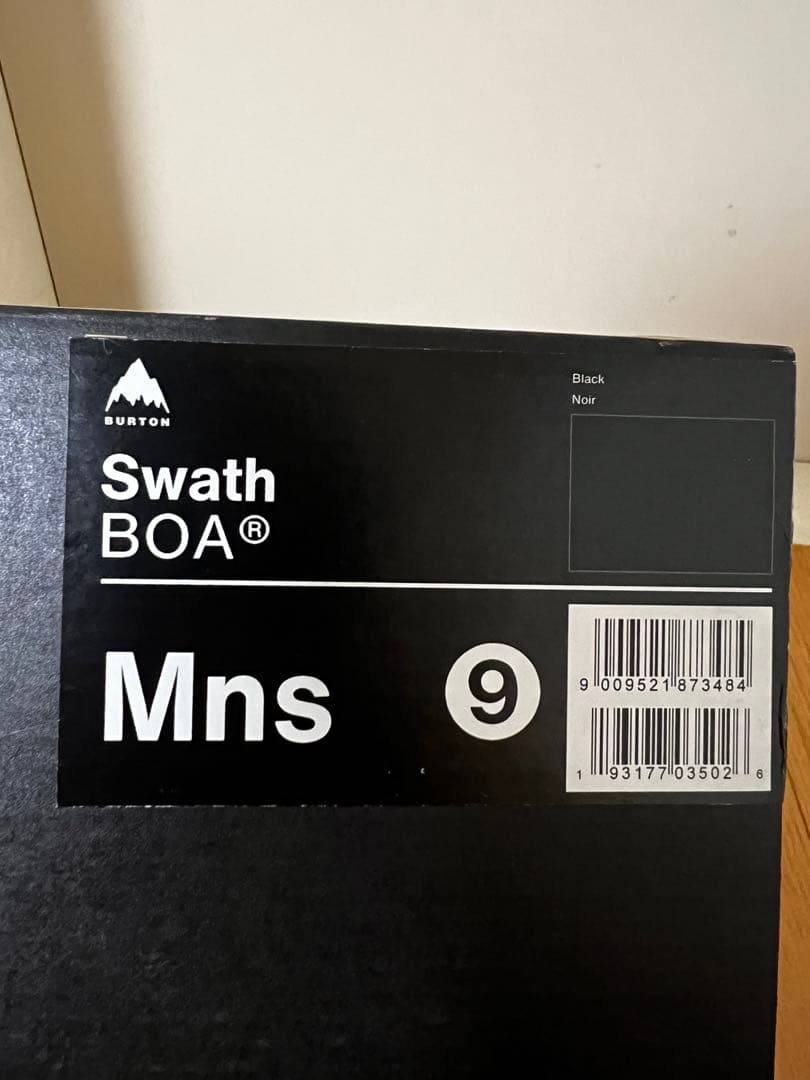 BURTON
Swath
BOA®
Black
Noir
Mns
9
9 009521 873484
1 93177 03502 6